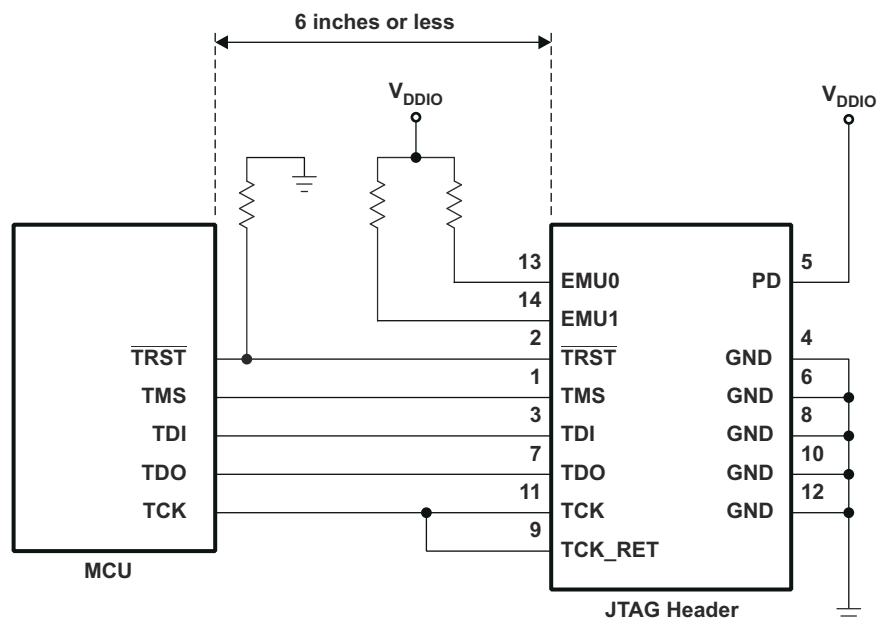 6 inches or less
V_DDIO
V_DDIO
13
EMU0
14
EMU1
5
PD
2
TRST
TRST
4
GND
1
TMS
TMS
6
GND
3
TDI
TDI
8
GND
7
TDO
TDO
10
GND
11
TCK
TCK
12
GND
9
TCK_RET
MCU
JTAG Header